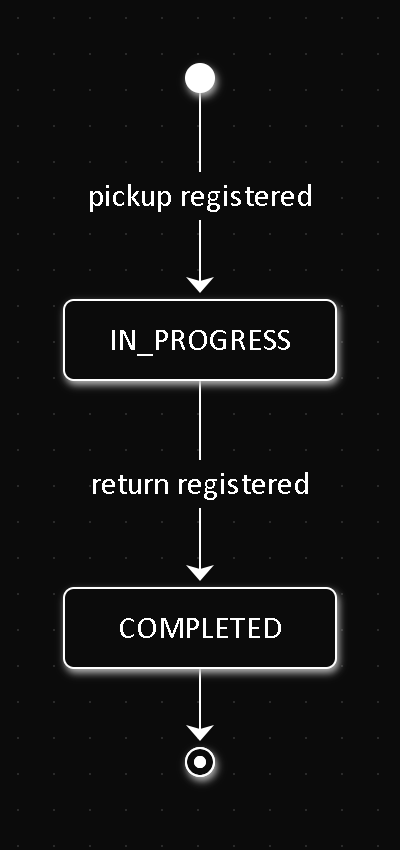 pickup registered
IN_PROGRESS
return registered
COMPLETED